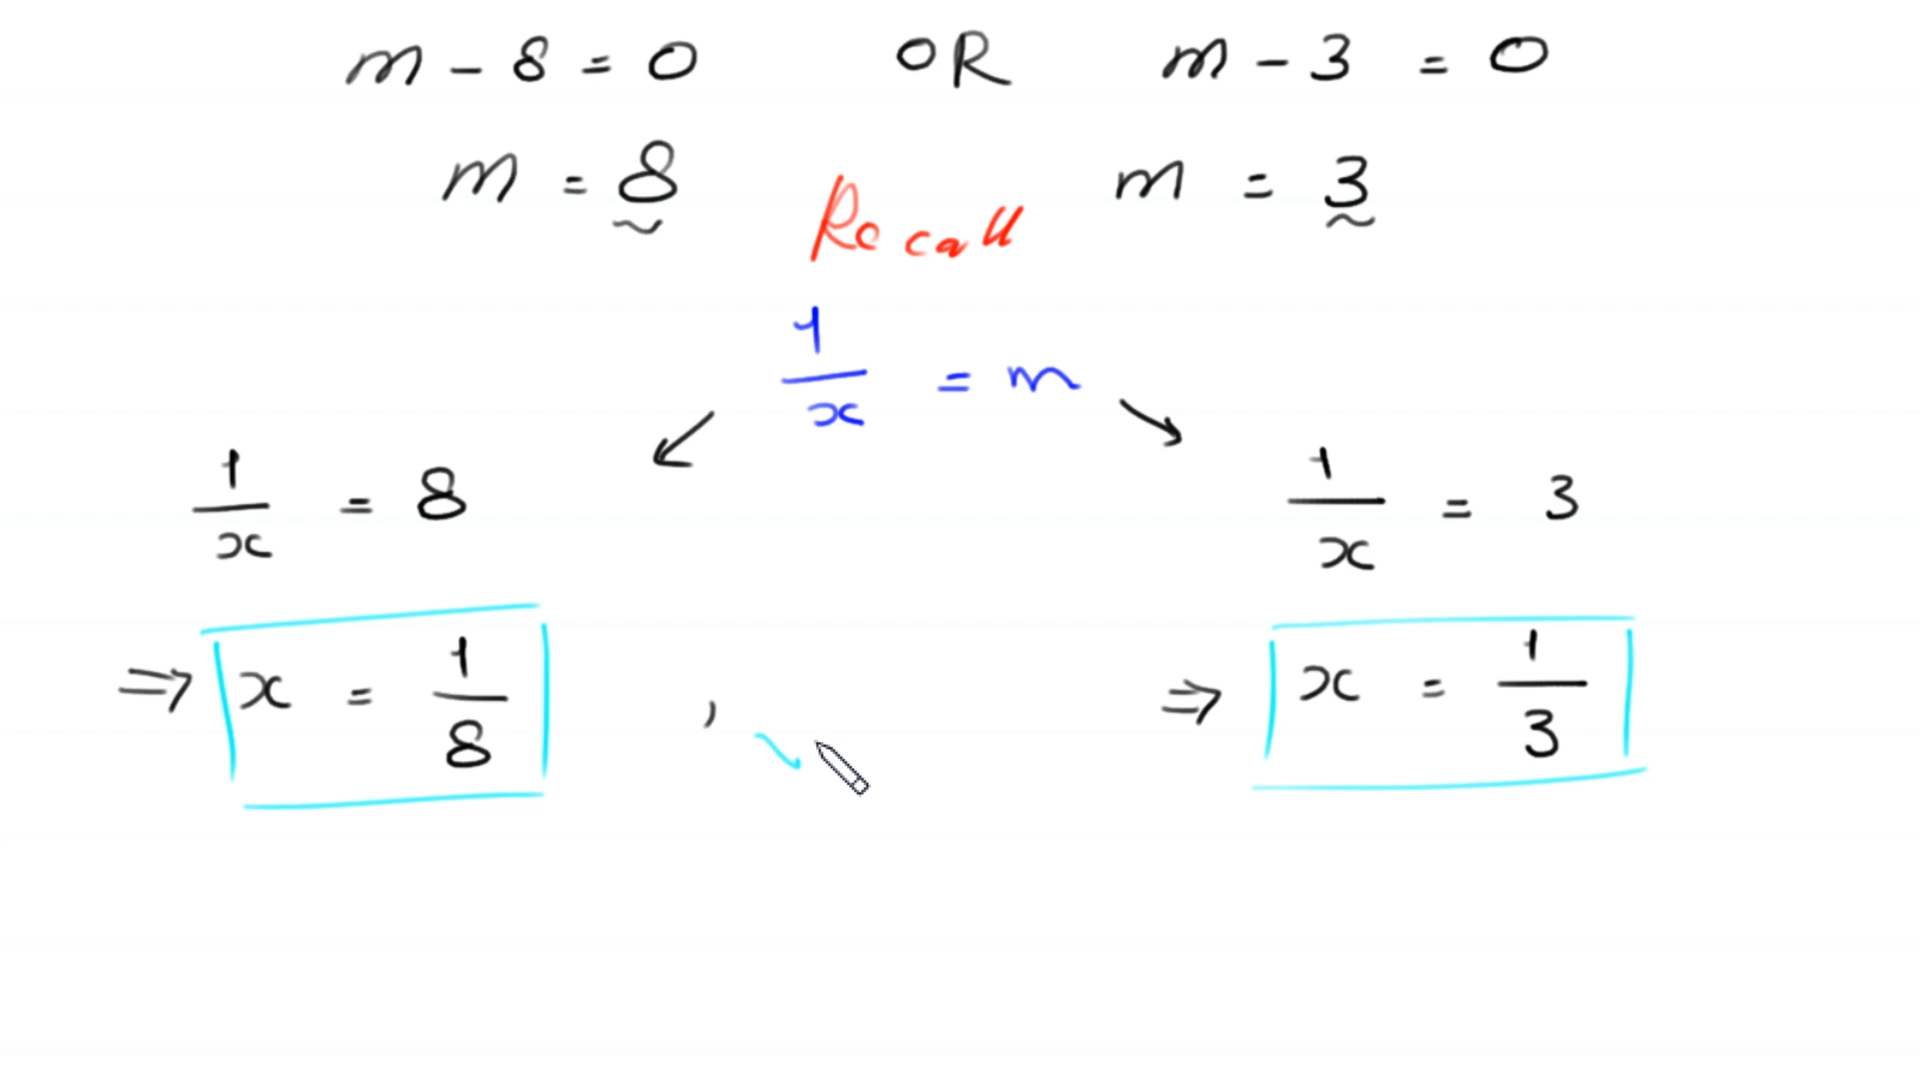 m - 8 = 0 OR m - 3 = 0
m = 8 m = 3
Recall
1/x = m
1/x = 8 1/x = 3
⇒ x = 1/8 , ⇒ x = 1/3